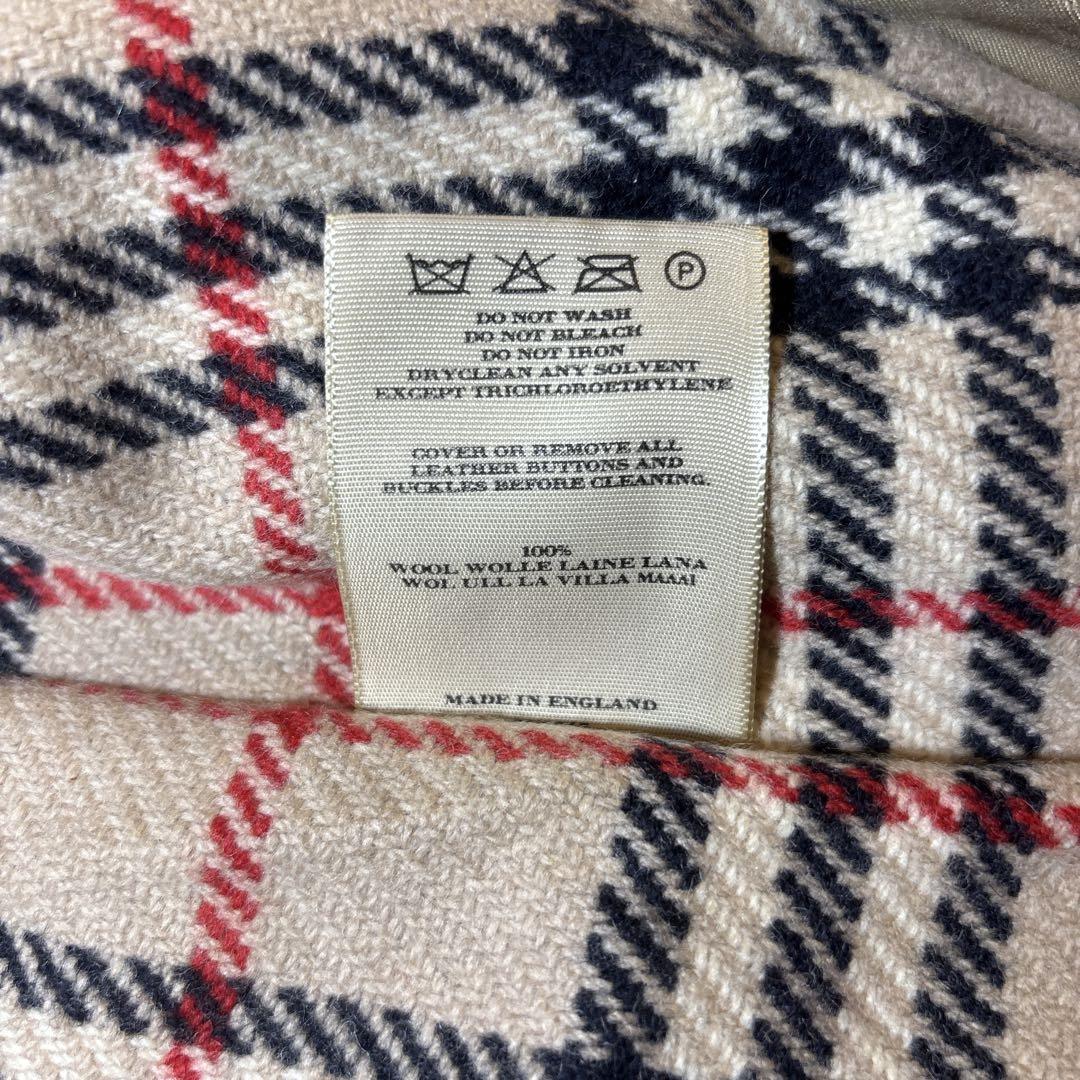 P
DO NOT WASH
DO NOT BLEACH
DO NOT IRON
DRYCLEAN ANY SOLVENT
EXCEPT TRICHLOROETHYLENE
COVER OR REMOVE ALL
LEATHER BUTTONS AND
BUCKLES BEFORE CLEANING.
100%
WOOL WOLLE LAINE LANA
WOL ULL LA VILLA MAAAI
MADE IN ENGLAND